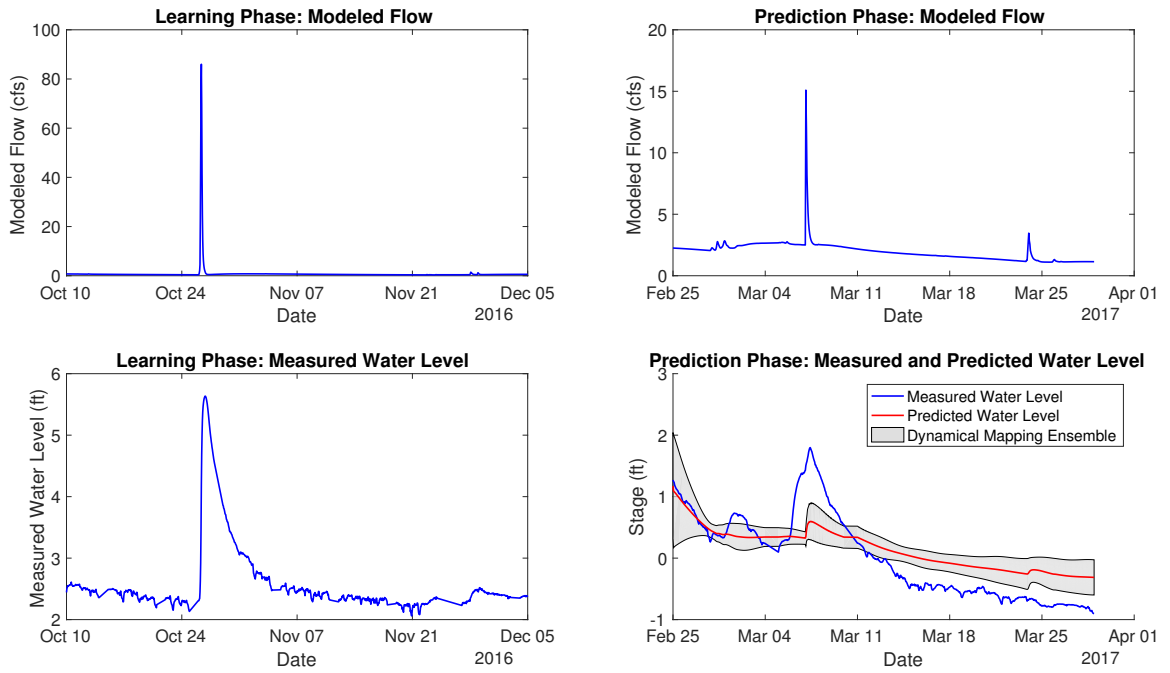 Learning Phase: Modeled Flow
Modeled Flow (cfs)
100
80
60
40
20
0
Oct 10 Oct 24 Nov 07 Nov 21 Dec 05
Date
2016
Prediction Phase: Modeled Flow
Modeled Flow (cfs)
20
15
10
5
0
Feb 25 Mar 04 Mar 11 Mar 18 Mar 25 Apr 01
Date
2017
Learning Phase: Measured Water Level
Measured Water Level (ft)
6
5
4
3
2
Oct 10 Oct 24 Nov 07 Nov 21 Dec 05
Date
2016
Prediction Phase: Measured and Predicted Water Level
Stage (ft)
3
2
1
0
-1
Measured Water Level
Predicted Water Level
Dynamical Mapping Ensemble
Feb 25 Mar 04 Mar 11 Mar 18 Mar 25 Apr 01
Date
2017